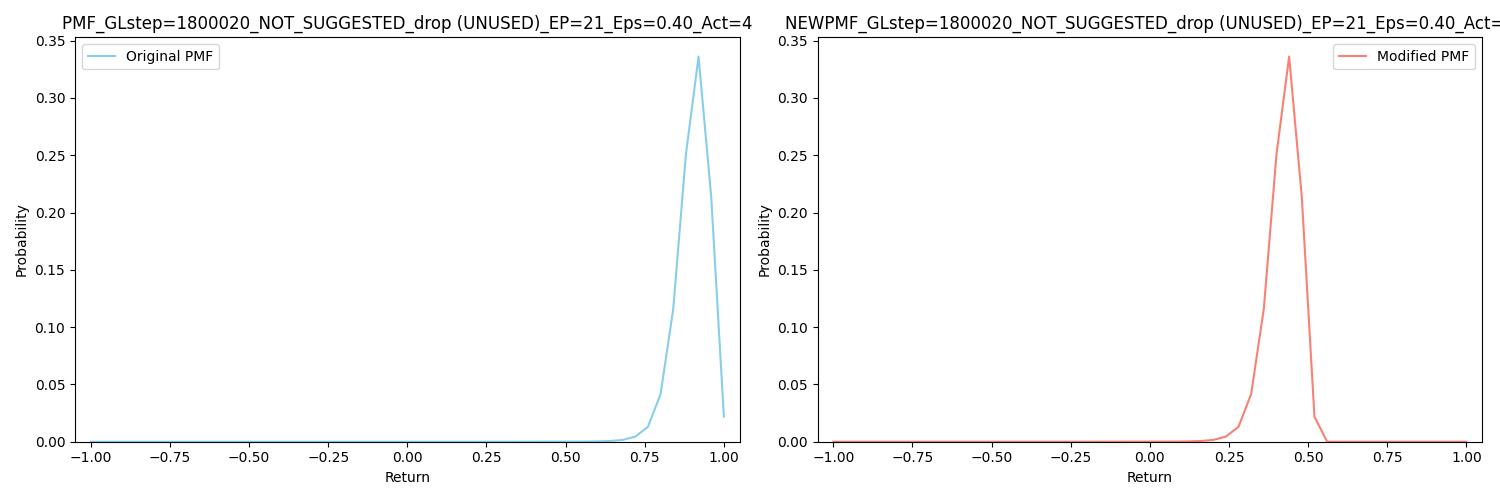 PMF_GLstep=1800020_NOT_SUGGESTED_drop (UNUSED)_EP=21_Eps=0.40_Act=4
0.35
0.30
0.25
0.20
0.15
0.10
0.05
0.00
Probability
Original PMF
−1.00 −0.75 −0.50 −0.25 0.00 0.25 0.50 0.75 1.00
Return
NEWPMF_GLstep=1800020_NOT_SUGGESTED_drop (UNUSED)_EP=21_Eps=0.40_Act=
0.35
0.30
0.25
0.20
0.15
0.10
0.05
0.00
Probability
Modified PMF
−1.00 −0.75 −0.50 −0.25 0.00 0.25 0.50 0.75 1.00
Return